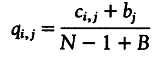 q_{i,j} = \frac{c_{i,j} + b_j}{N - 1 + B}